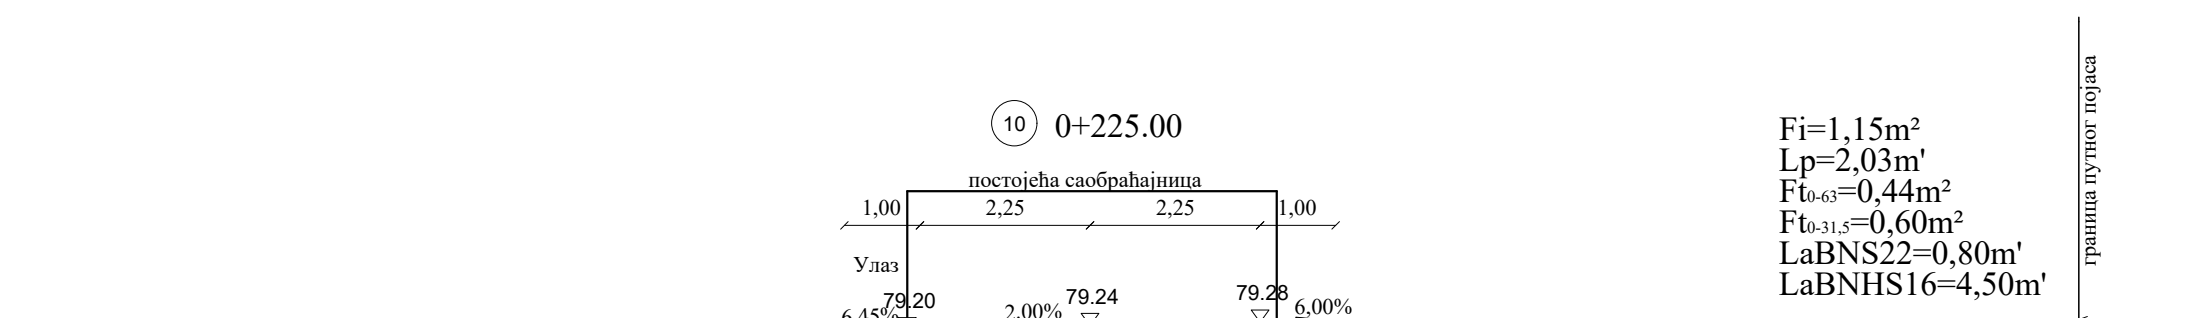 10 0+225.00
постојећа саобраћајница
1,00 2,25 2,25 1,00
Улаз
79.20 79.24 79.28
6,45% 2,00% 6,00%
Fi=1,15m²
Lp=2,03m'
Ft0-63=0,44m²
Ft0-31,5=0,60m²
LaBNS22=0,80m'
LaBNHS16=4,50m'
граница путног појаса